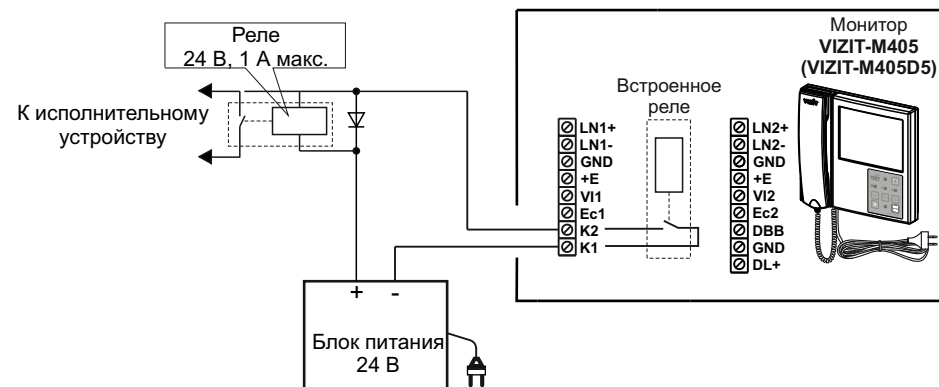 Реле
24 В, 1 А макс.
К исполнительному
устройству
+ -
Блок питания
24 В
Монитор
VIZIT-M405
(VIZIT-M405D5)
Встроенное
реле
LN1+
LN1-
GND
+E
VI1
Ec1
K2
K1
LN2+
LN2-
GND
+E
VI2
Ec2
DBB
GND
DL+